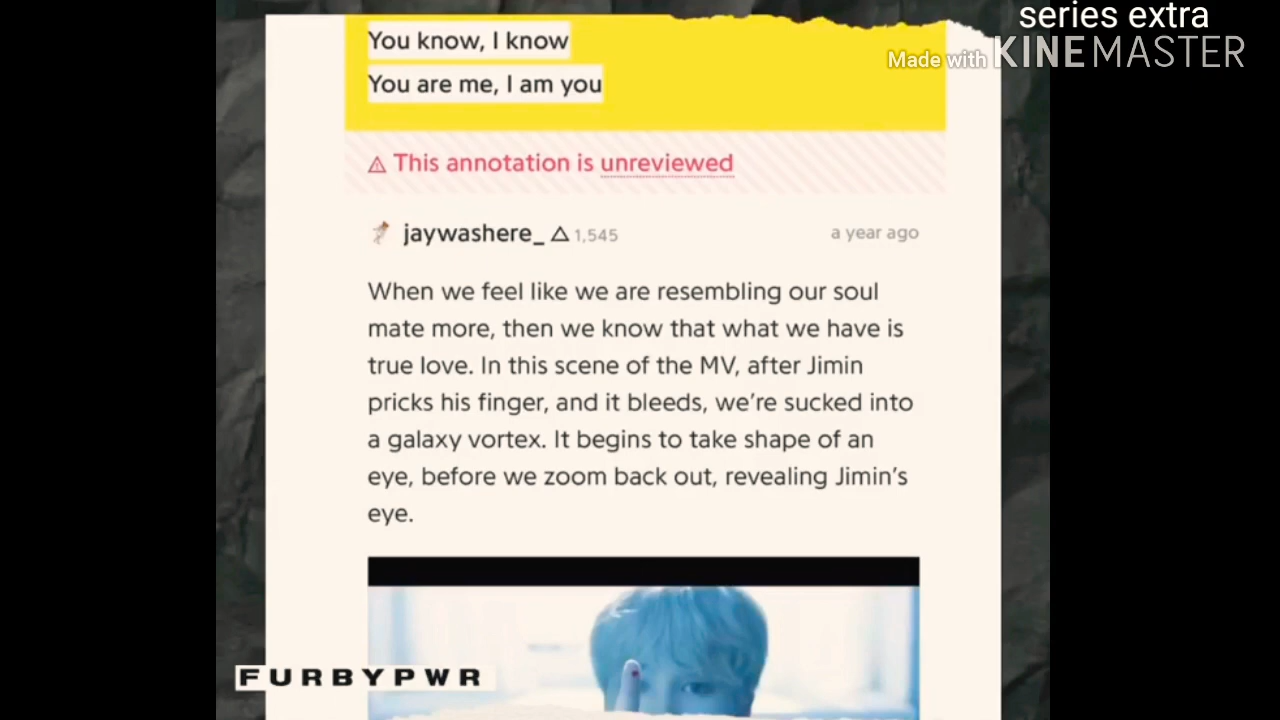 series extra
Made with KINEMASTER
You know, I know
You are me, I am you
This annotation is unreviewed
jaywashere_ 1,545
a year ago
When we feel like we are resembling our soul
mate more, then we know that what we have is
true love. In this scene of the MV, after Jimin
pricks his finger, and it bleeds, we’re sucked into
a galaxy vortex. It begins to take shape of an
eye, before we zoom back out, revealing Jimin’s
eye.
FURBYPWR